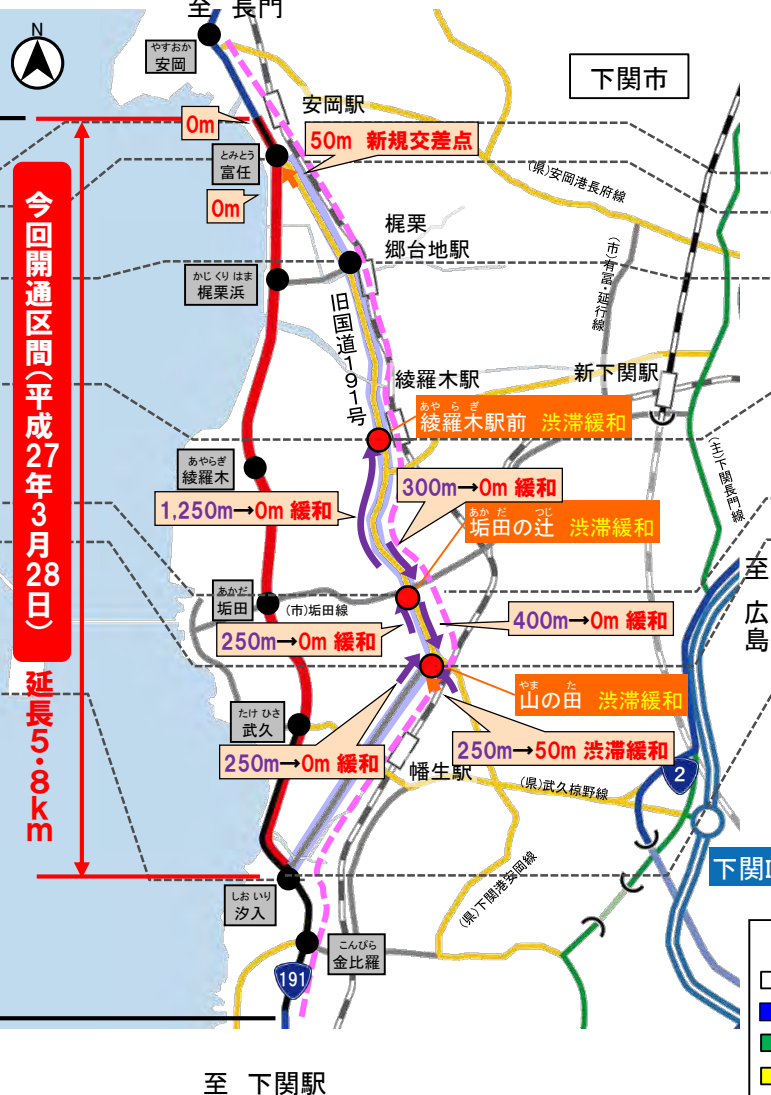 至 長門
N
やすおか
安岡
下関市
安岡駅
0m
50m 新規交差点
とみとう
富任
(県)安岡港長府線
0m
梶栗
郷台地駅
(市)有冨・延行線
かじくりはま
梶栗浜
今回開通区間(平成27年3月28日)
延長5・8km
旧国道191号
綾羅木駅
新下関駅
あやらぎ
綾羅木駅前 渋滞緩和
(主)下関長門線
あやらぎ
綾羅木
300m→0m 緩和
1,250m→0m 緩和
あかだ つじ
垢田の辻 渋滞緩和
至 広島
あかだ
垢田
(市)垢田線
400m→0m 緩和
250m→0m 緩和
やま た
山の田 渋滞緩和
たけひさ
武久
250m→0m 緩和
250m→50m 渋滞緩和
幡生駅
2
(県)武久椋野線
下関I
(県)下関港安岡線
しおいり
汐入
こんぴら
金比羅
191
至 下関駅